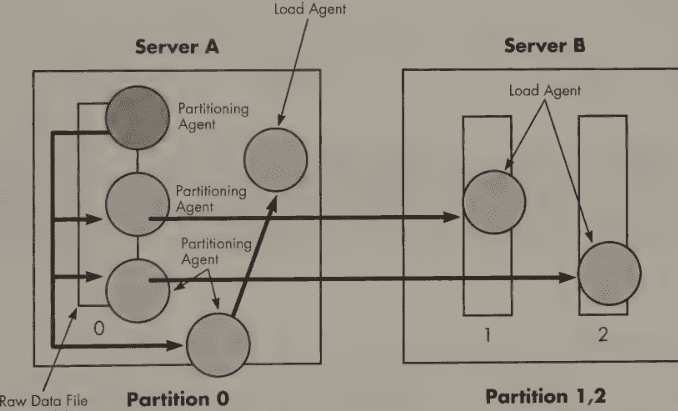 Load Agent
Server A
Server B
Partitioning
Agent
Load Agent
Partitioning
Agent
Partitioning
Agent
0
1
2
Raw Data File
Partition 0
Partition 1,2